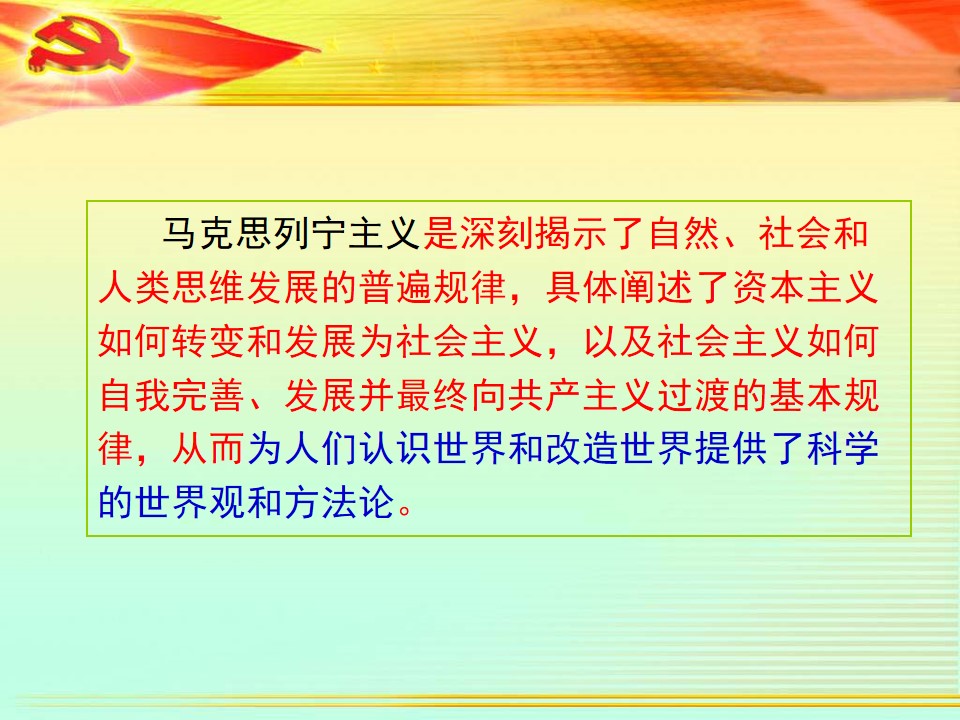 马克思列宁主义是深刻揭示了自然、社会和
人类思维发展的普遍规律，具体阐述了资本主义
如何转变和发展为社会主义，以及社会主义如何
自我完善、发展并最终向共产主义过渡的基本规
律，从而为人们认识世界和改造世界提供了科学
的世界观和方法论。